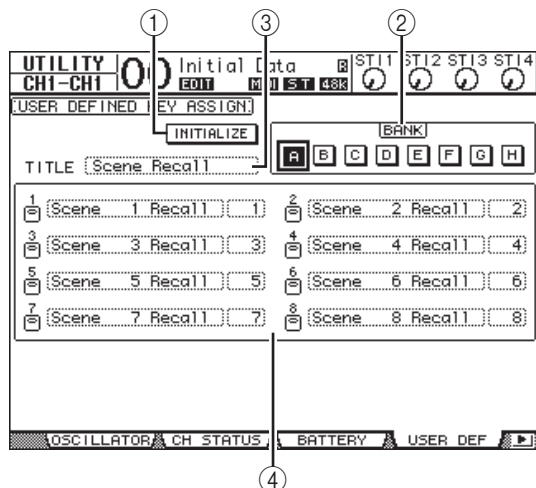 ① ③ ②
UTILITY 00 Initial Data R ST1 ST2 ST3 ST4
CH1-CH1 EDIT S.T 48K
USER DEFINED KEY ASSIGN
INITIALIZE
BANK
A B C D E F G H
TITLE Scene Recall
1 Scene 1 Recall 1
2 Scene 2 Recall 2
3 Scene 3 Recall 3
4 Scene 4 Recall 4
5 Scene 5 Recall 5
6 Scene 6 Recall 6
7 Scene 7 Recall 7
8 Scene 8 Recall 8
OSCILLATOR CH STATUS BATTERY USER DEF
④